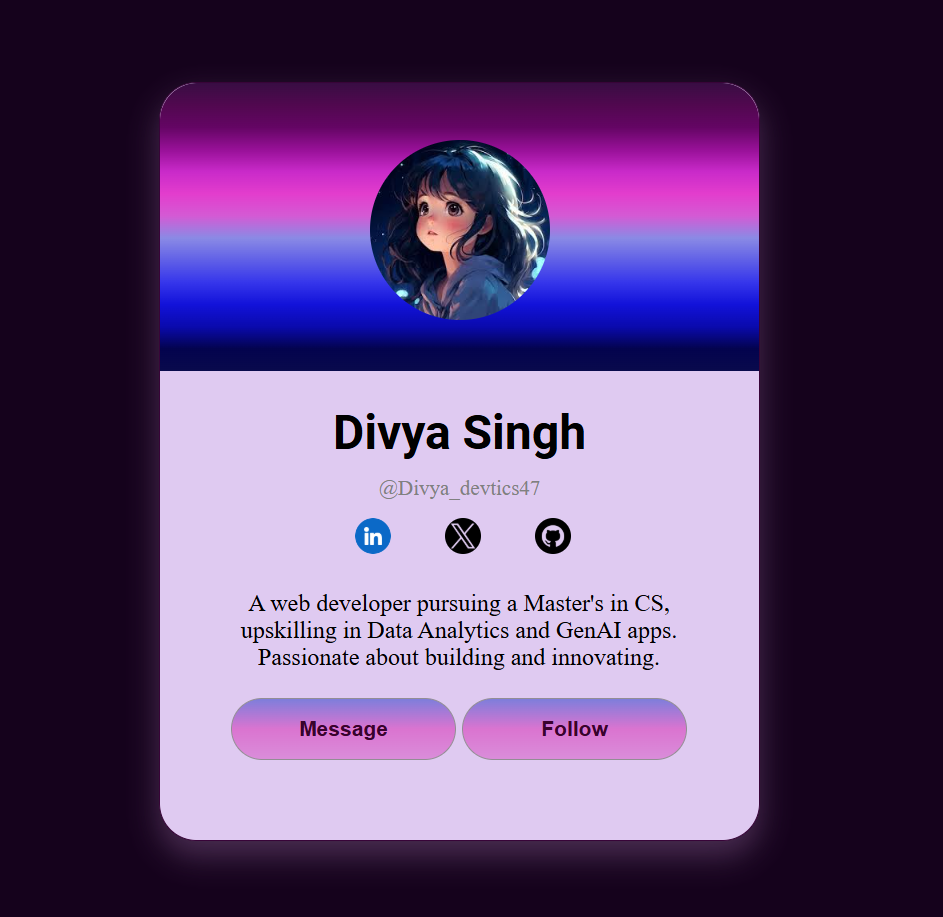 Divya Singh
@Divya_devtics47
in
A web developer pursuing a Master's in CS,
upskilling in Data Analytics and GenAI apps.
Passionate about building and innovating.
Message Follow